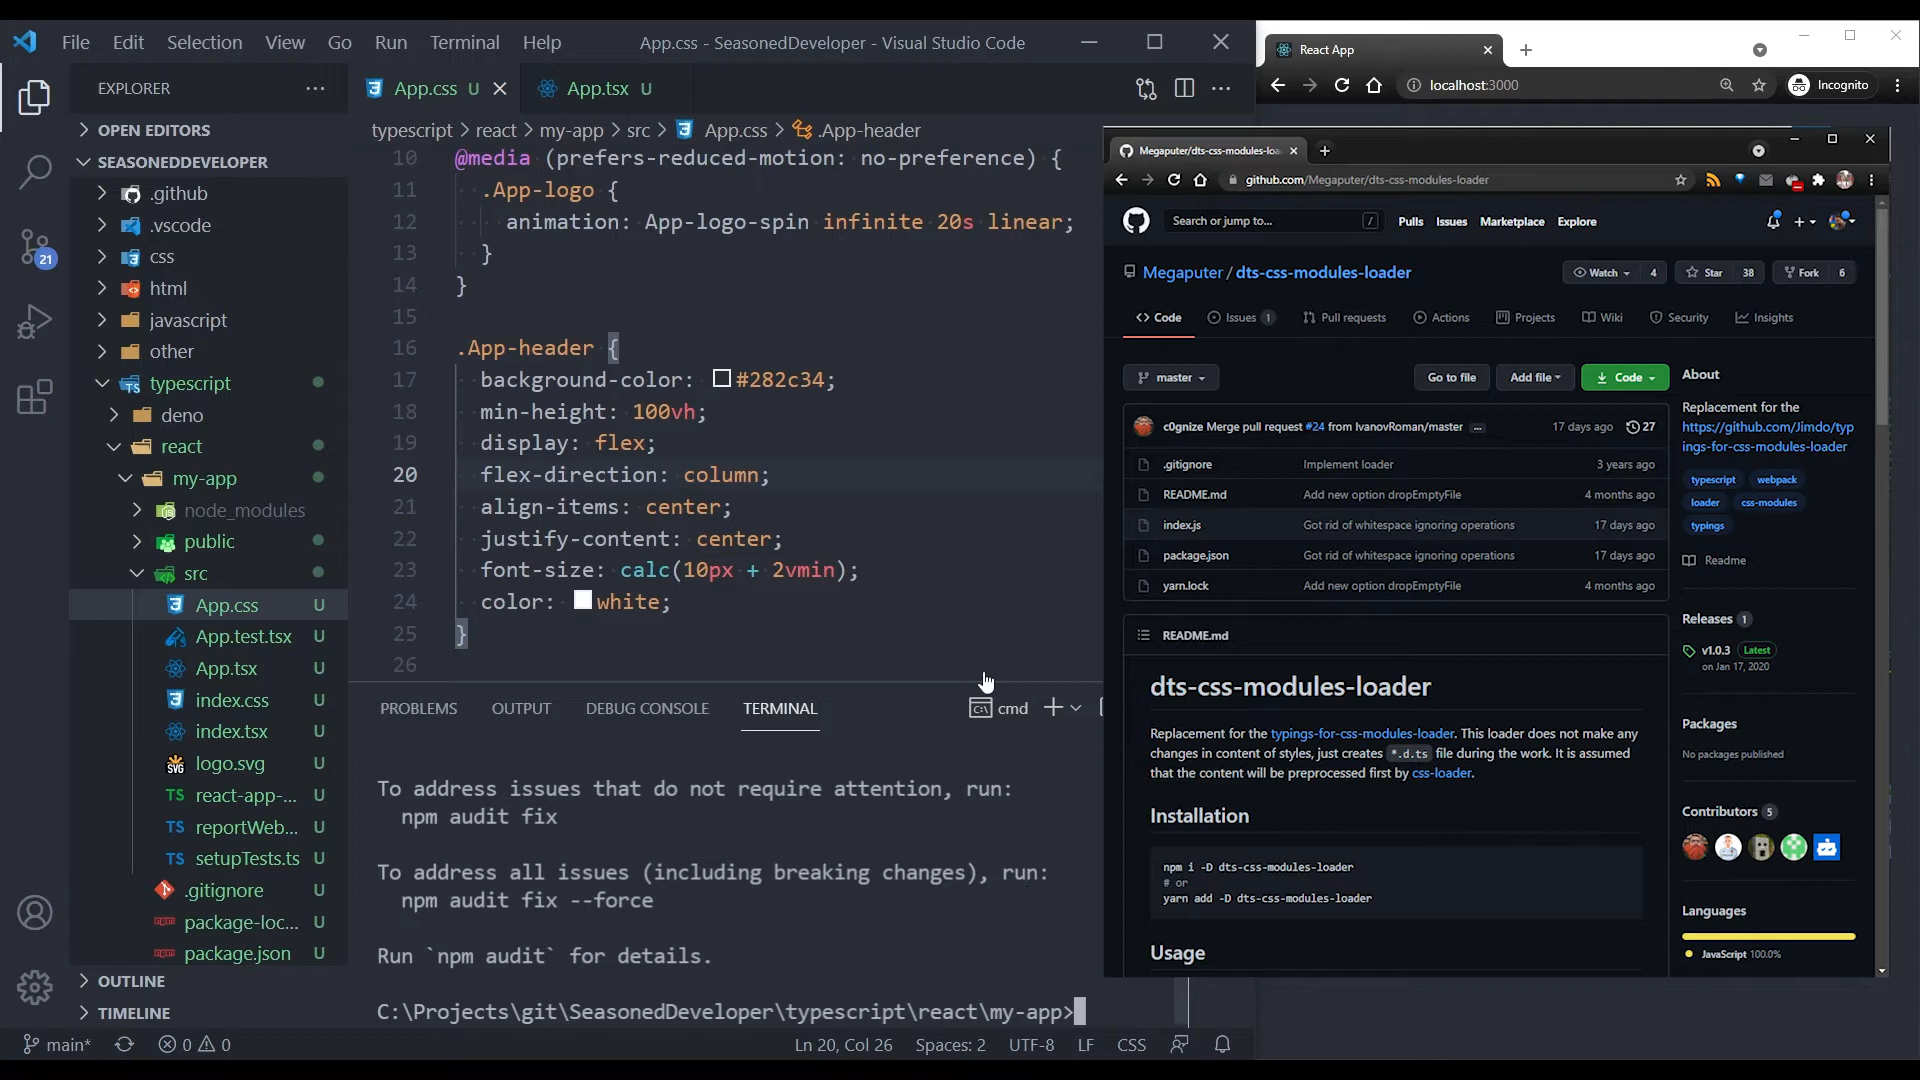 File Edit Selection View Go Run Terminal Help App.css - SeasonedDeveloper - Visual Studio Code
EXPLORER
OPEN EDITORS
SEASONEDDEVELOPER
.github
.vscode
css
html
javascript
other
typescript
deno
react
my-app
node_modules
public
src
App.css U
App.test.tsx U
App.tsx U
index.css U
index.tsx U
logo.svg U
react-app-... U
reportWeb... U
setupTests.ts U
.gitignore U
package-loc... U
package.json U
OUTLINE
TIMELINE
21
App.css U
App.tsx U
typescript > react > my-app > src > App.css > .App-header
10 @media (prefers-reduced-motion: no-preference) {
11 .App-logo {
12 animation: App-logo-spin infinite 20s linear;
13 }
14 }
15
16 .App-header {
17 background-color: #282c34;
18 min-height: 100vh;
19 display: flex;
20 flex-direction: column;
21 align-items: center;
22 justify-content: center;
23 font-size: calc(10px + 2vmin);
24 color: white;
25 }
26
PROBLEMS OUTPUT DEBUG CONSOLE TERMINAL cmd
To address issues that do not require attention, run:
npm audit fix
To address all issues (including breaking changes), run:
npm audit fix --force
Run `npm audit` for details.
C:\Projects\git\SeasonedDeveloper\typescript\react\my-app>
main* 0 0 Ln 20, Col 26 Spaces: 2 UTF-8 LF CSS
React App
localhost:3000 Incognito
Megaputer/dts-css-modules-loa
github.com/Megaputer/dts-css-modules-loader
Search or jump to... / Pulls Issues Marketplace Explore
Megaputer / dts-css-modules-loader
Watch 4 Star 38 Fork 6
Code Issues 1 Pull requests Actions Projects Wiki Security Insights
master Go to file Add file Code
c0gnize Merge pull request #24 from IvanovRoman/master ... 17 days ago 27
.gitignore Implement loader 3 years ago
README.md Add new option dropEmptyFile 4 months ago
index.js Got rid of whitespace ignoring operations 17 days ago
package.json Got rid of whitespace ignoring operations 17 days ago
yarn.lock Add new option dropEmptyFile 4 months ago
README.md
dts-css-modules-loader
Replacement for the typings-for-css-modules-loader. This loader does not make any
changes in content of styles, just creates *.d.ts file during the work. It is assumed
that the content will be preprocessed first by css-loader.
Installation
npm i -D dts-css-modules-loader
# or
yarn add -D dts-css-modules-loader
Usage
About
Replacement for the
https://github.com/Jimdo/typ
ings-for-css-modules-loader
typescript webpack
loader css-modules
typings
Readme
Releases 1
v1.0.3 Latest
on Jan 17, 2020
Packages
No packages published
Contributors 5
Languages
JavaScript 100.0%